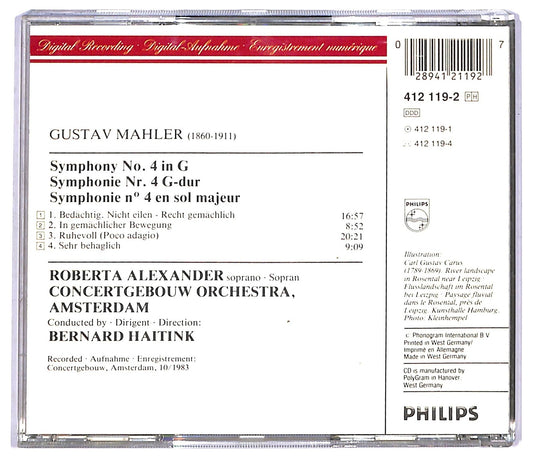 Digital Recording · Digital-Aufnahme · Enregistrement numérique
GUSTAV MAHLER (1860-1911)
Symphony No. 4 in G
Symphonie Nr. 4 G-dur
Symphonie nº 4 en sol majeur
1 1. Bedächtig. Nicht eilen - Recht gemächlich 16:57
2 2. In gemächlicher Bewegung 8:52
3 3. Ruhevoll (Poco adagio) 20:21
4 4. Sehr behaglich 9:09
ROBERTA ALEXANDER soprano · Sopran
CONCERTGEBOUW ORCHESTRA,
AMSTERDAM
Conducted by · Dirigent · Direction:
BERNARD HAITINK
Recorded · Aufnahme · Enregistrement:
Concertgebouw, Amsterdam, 10/1983
0 28941 21192 7
412 119-2 PH
DDD
412 119-1
412 119-4
PHILIPS
Illustration:
Carl Gustav Carus
(1789-1869). River landscape
in Rosental near Leipzig ·
Flusslandschaft im Rosental
bei Leipzig · Paysage fluvial
dans le Rosental, près de
Leipzig. Kunsthalle Hamburg.
Photo: Kleinhempel
Phonogram International B.V.
Printed in West Germany/
Imprimé en Allemagne
Made in West Germany
CD is manufactured by
PolyGram in Hanover
West Germany
PHILIPS